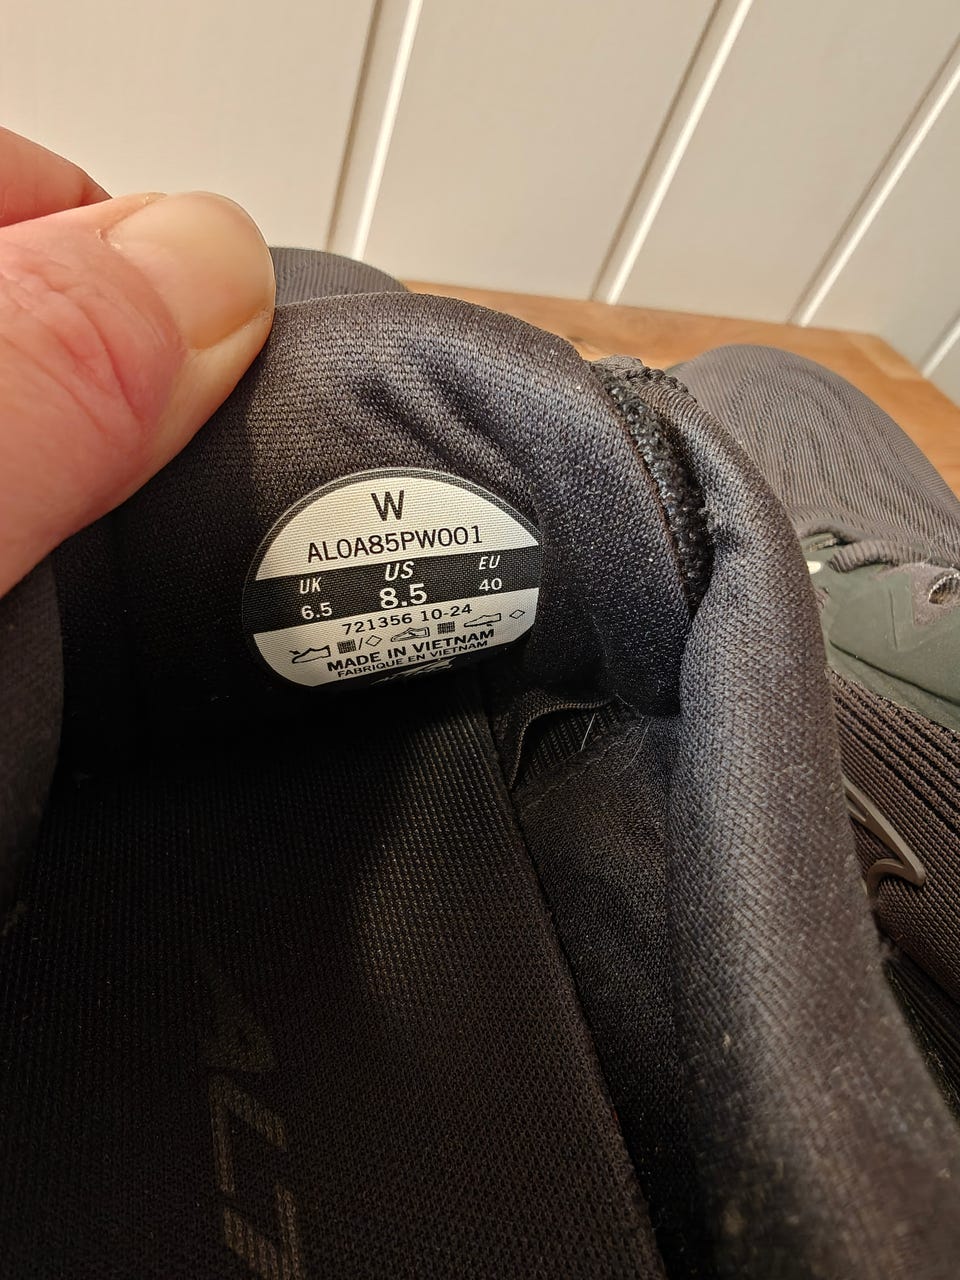 W
AL0A85PW001
UK US EU
6.5 8.5 40
721356 10-24
MADE IN VIETNAM
FABRIQUE EN VIETNAM